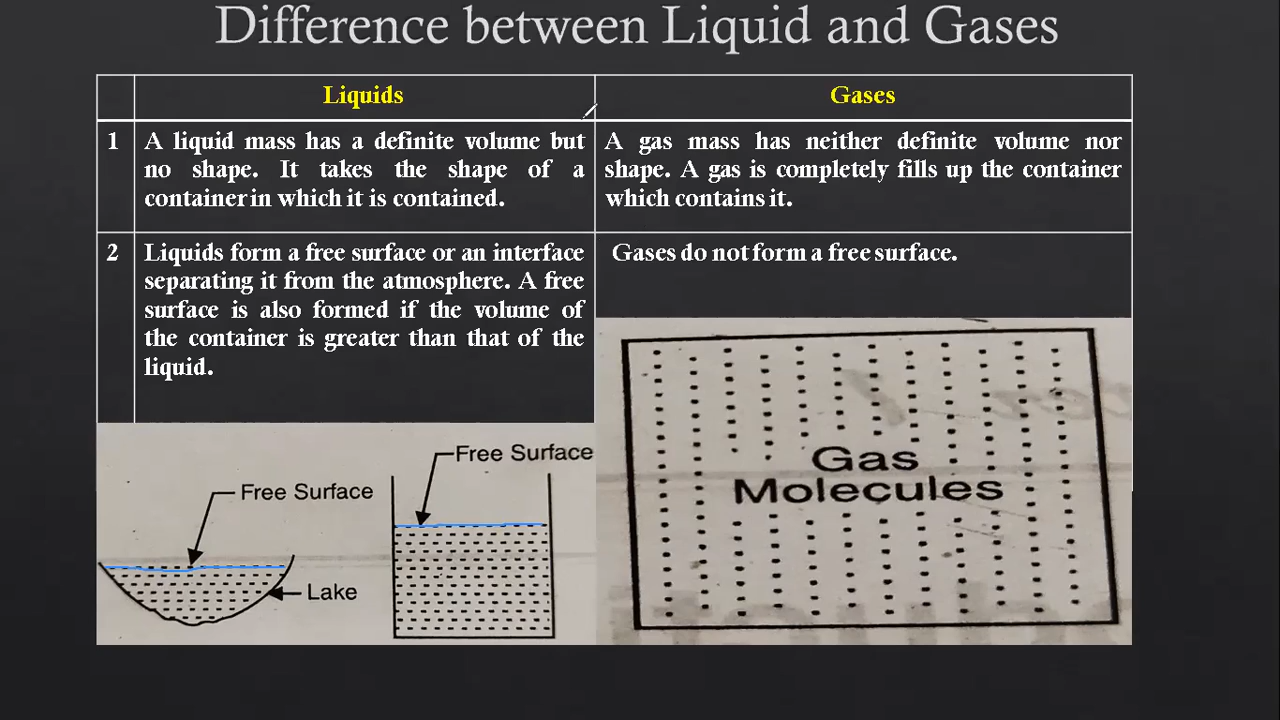 Difference between Liquid and Gases
Liquids
Gases
1
A liquid mass has a definite volume but
no shape. It takes the shape of a
container in which it is contained.
A gas mass has neither definite volume nor
shape. A gas is completely fills up the container
which contains it.
2
Liquids form a free surface or an interface
separating it from the atmosphere. A free
surface is also formed if the volume of
the container is greater than that of the
liquid.
Gases do not form a free surface.
Free Surface
Free Surface
Lake
Gas
Molecules